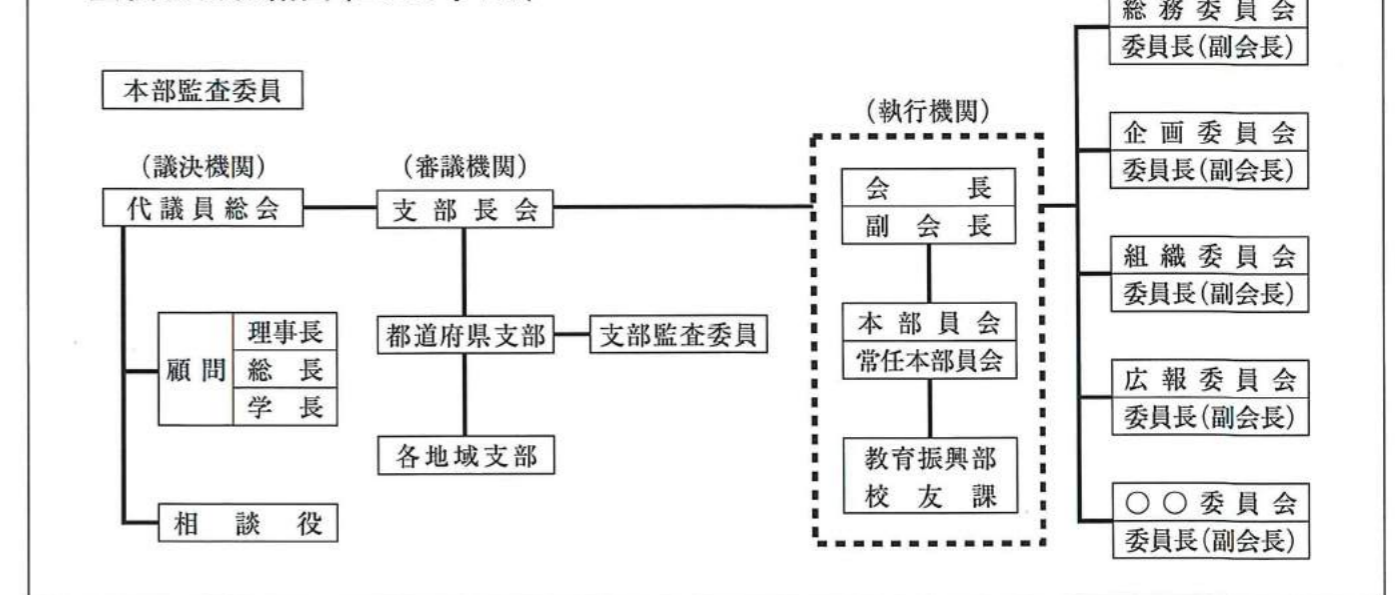 総務委員会
委員長(副会長)
本部監査委員
(執行機関)
企画委員会
委員長(副会長)
(議決機関)
(審議機関)
会長
代議員総会
支部長会
副会長
組織委員会
委員長(副会長)
理事長
都道府県支部
支部監査委員
本部員会
顧問
総長
常任本部員会
学長
広報委員会
委員長(副会長)
各地域支部
教育振興部
校友課
相談役
○○委員会
委員長(副会長)